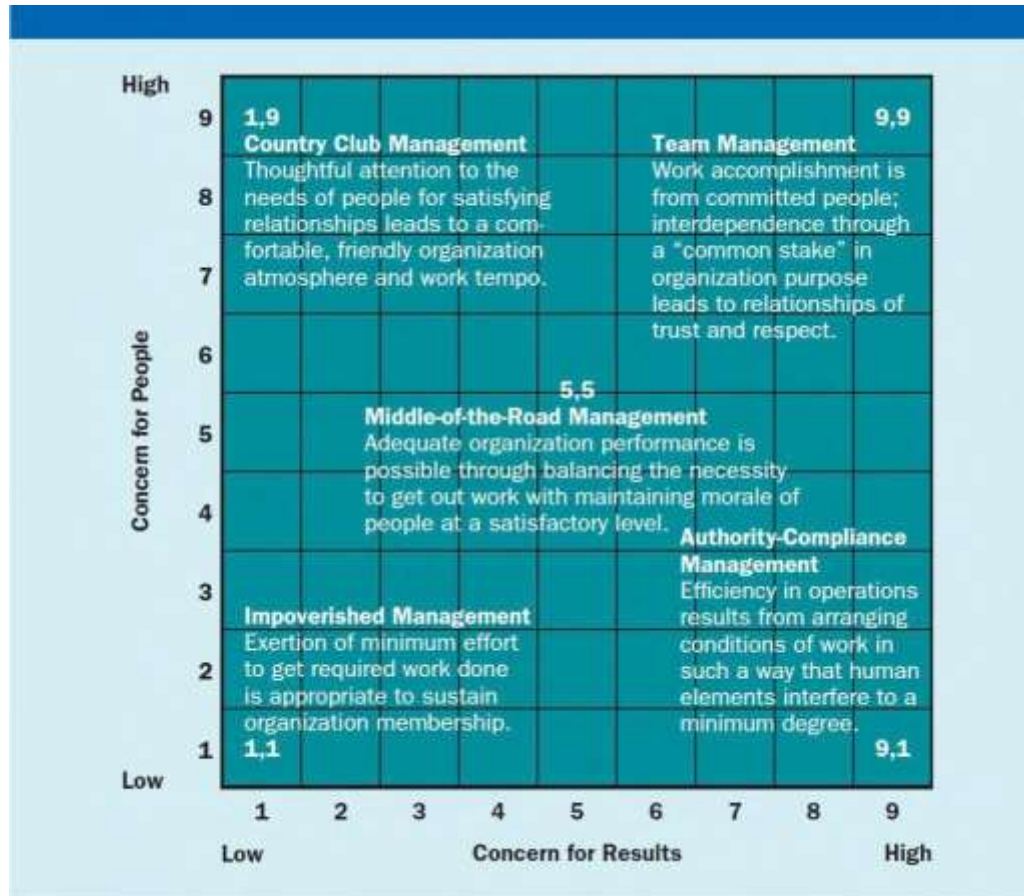 High
9
8
7
6
5
4
3
2
1
Low
Concern for People
1,9
Country Club Management
Thoughtful attention to the
needs of people for satisfying
relationships leads to a com-
fortable, friendly organization
atmosphere and work tempo.
9,9
Team Management
Work accomplishment is
from committed people;
interdependence through
a “common stake” in
organization purpose
leads to relationships of
trust and respect.
5,5
Middle-of-the-Road Management
Adequate organization performance is
possible through balancing the necessity
to get out work with maintaining morale of
people at a satisfactory level.
Impoverished Management
Exertion of minimum effort
to get required work done
is appropriate to sustain
organization membership.
1,1
Authority-Compliance
Management
Efficiency in operations
results from arranging
conditions of work in
such a way that human
elements interfere to a
minimum degree.
9,1
1 2 3 4 5 6 7 8 9
Low Concern for Results High